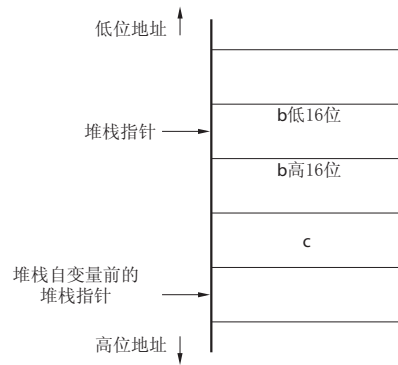 低位地址
b低16位
堆栈指针
b高16位
c
堆栈自变量前的
堆栈指针
高位地址